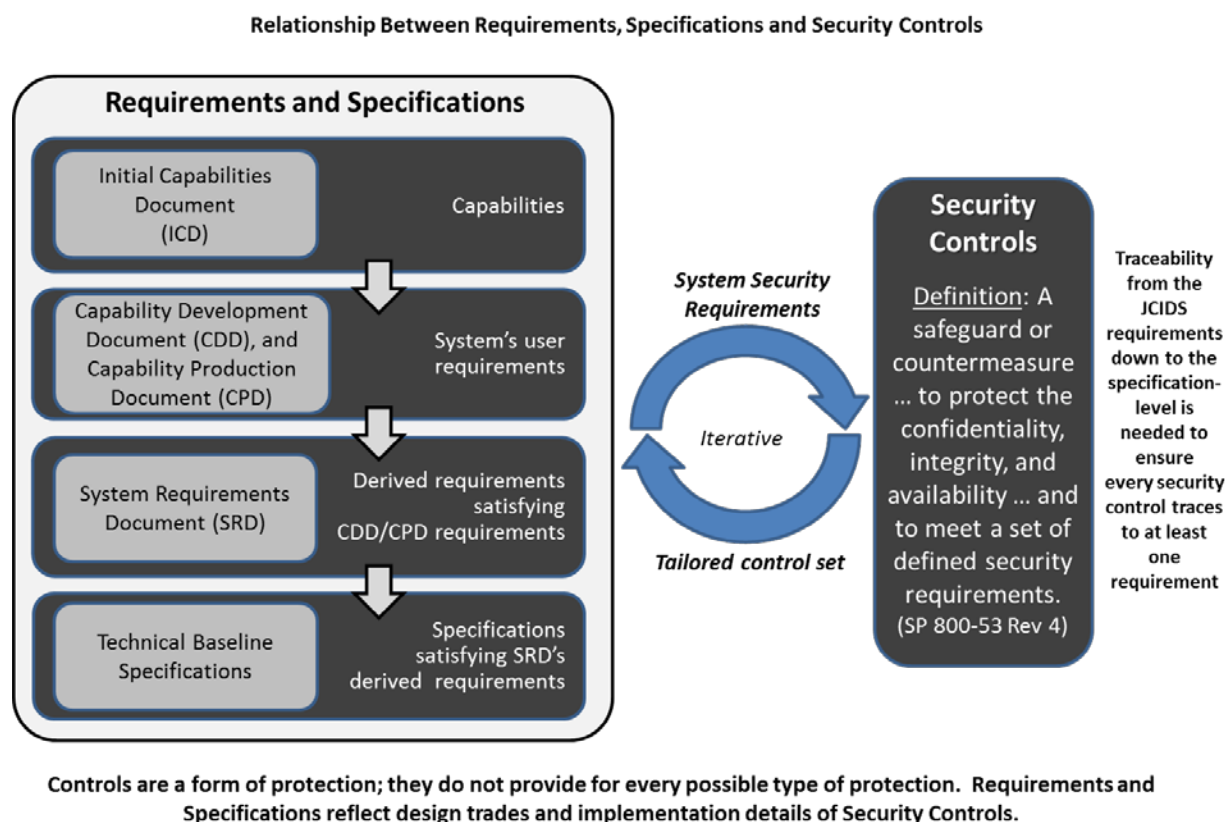 Relationship Between Requirements, Specifications and Security Controls
Requirements and Specifications
Initial Capabilities
Document
(ICD)
Capabilities
Capability Development
Document (CDD), and
Capability Production
Document (CPD)
System's user
requirements
System Requirements
Document (SRD)
Derived requirements
satisfying
CDD/CPD requirements
Technical Baseline
Specifications
Specifications
satisfying SRD's
derived requirements
System Security
Requirements
Iterative
Tailored control set
Security
Controls
Definition: A
safeguard or
countermeasure
... to protect the
confidentiality,
integrity, and
availability ... and
to meet a set of
defined security
requirements.
(SP 800-53 Rev 4)
Traceability
from the
JCIDS
requirements
down to the
specification-
level is
needed to
ensure
every security
control traces
to at least
one
requirement
Controls are a form of protection; they do not provide for every possible type of protection. Requirements and
Specifications reflect design trades and implementation details of Security Controls.